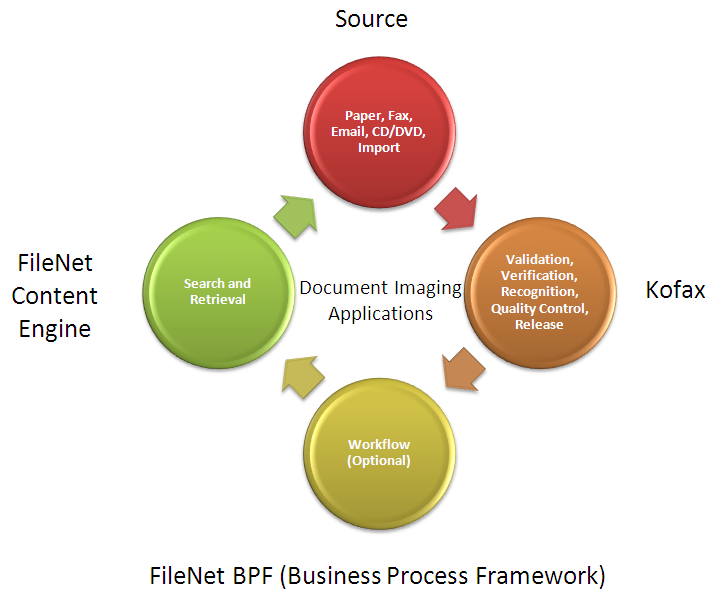 Source
Paper, Fax,
Email, CD/DVD,
Import
FileNet
Content
Engine
Search and
Retrieval
Document Imaging
Applications
Validation,
Verification,
Recognition,
Quality Control,
Release
Kofax
Workflow
(Optional)
FileNet BPF (Business Process Framework)